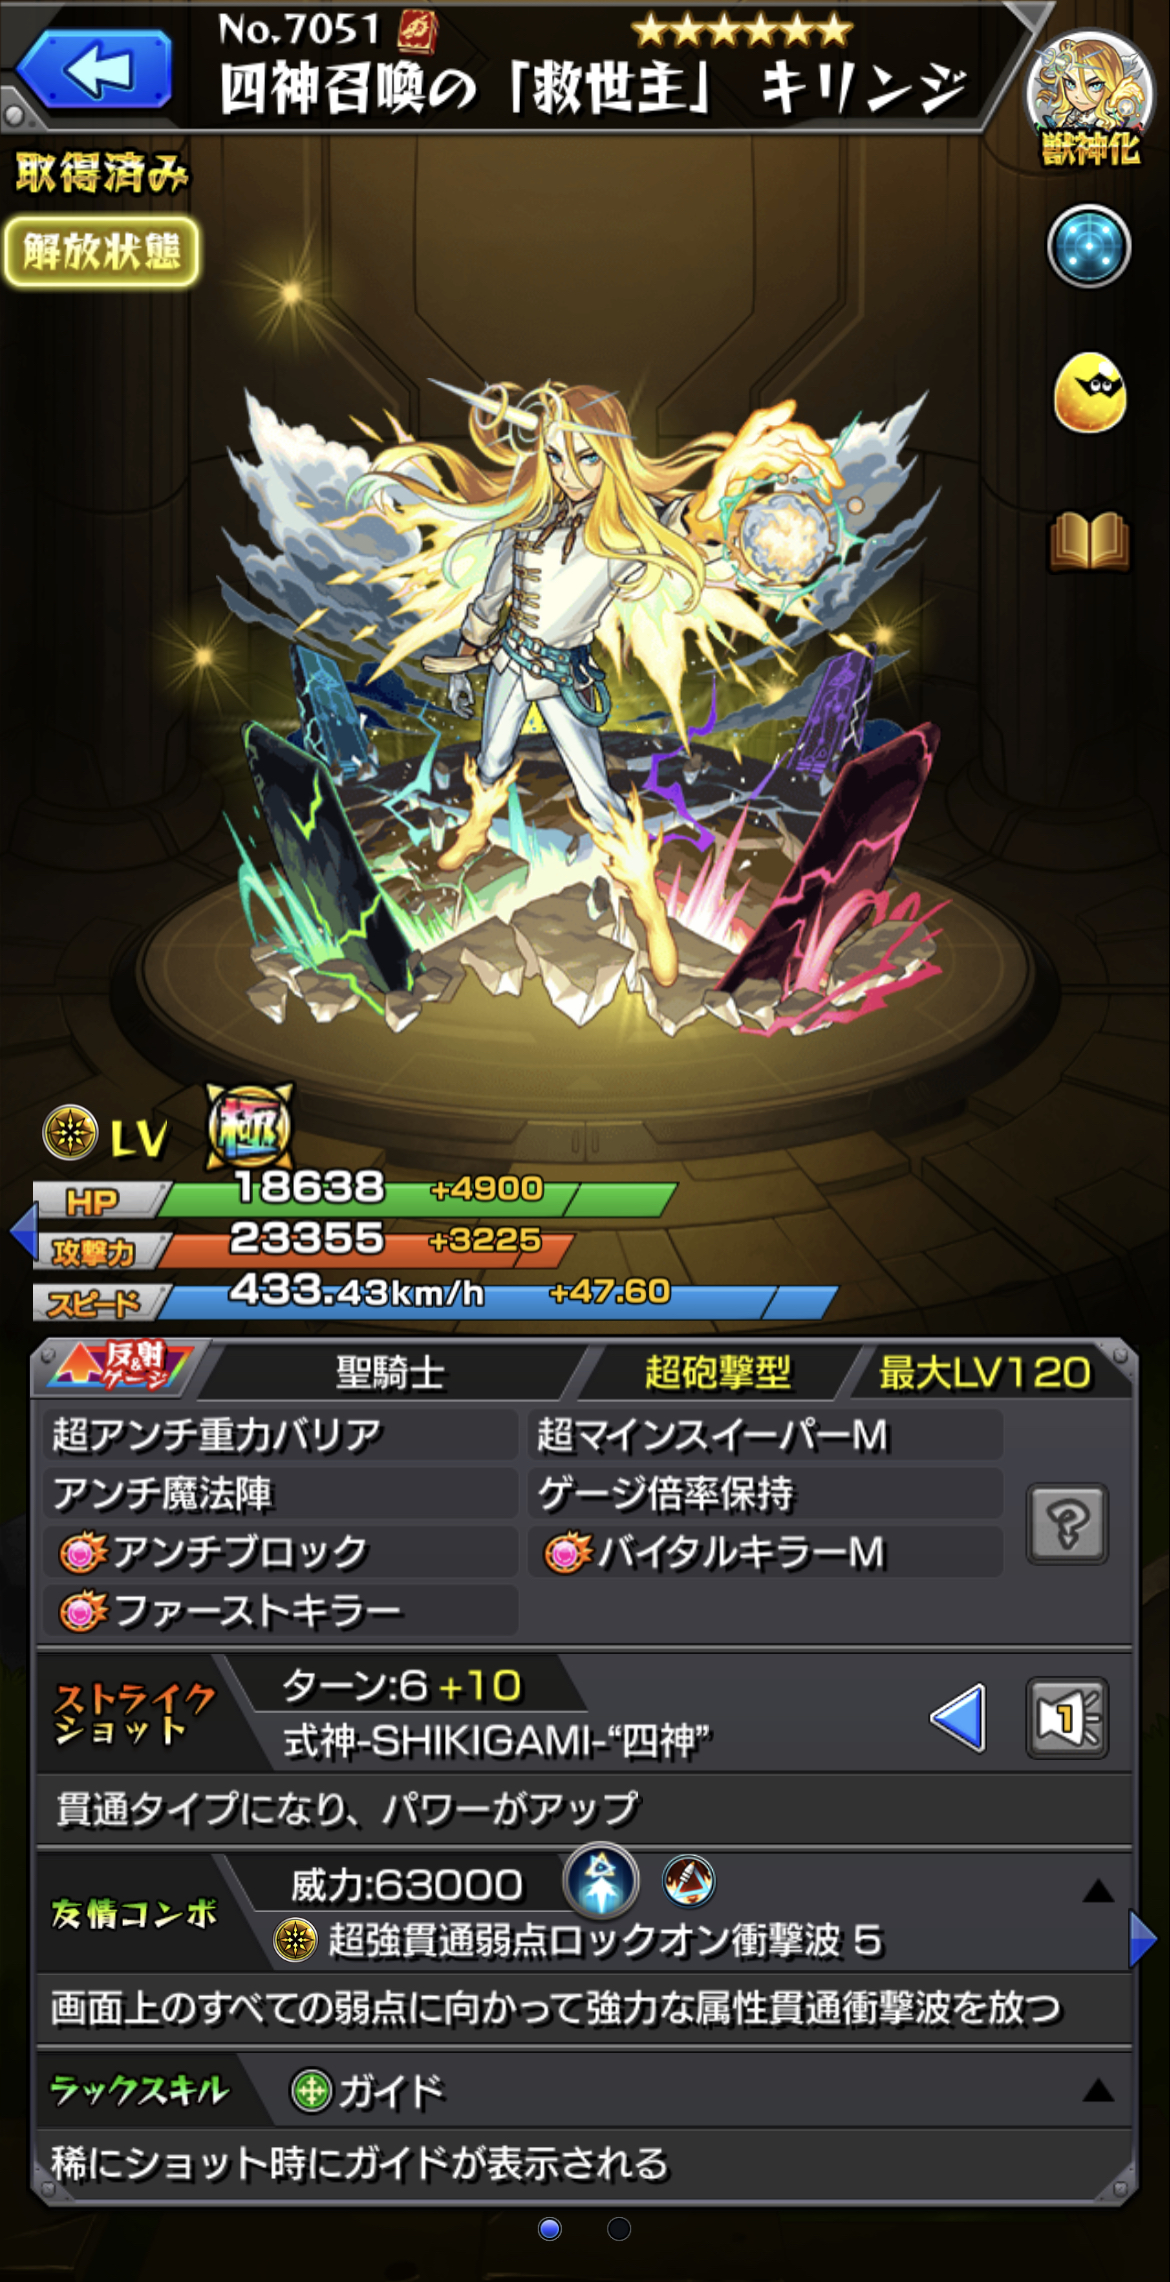 No.7051
四神召喚の「救世主」 キリンジ
獣神化
取得済み
解放状態
LV 極
HP 18638 +4900
攻撃力 23355 +3225
スピード 433.43km/h +47.60
反射&ゲージ 聖騎士 超砲撃型 最大LV120
超アンチ重力バリア 超マインスイーパーM
アンチ魔法陣 ゲージ倍率保持
?
アンチブロック バイタルキラーM
ファーストキラー
ストライクショット ターン:6 +10
1
式神-SHIKIGAMI-“四神”
貫通タイプになり、パワーがアップ
友情コンボ 威力:63000
超強貫通弱点ロックオン衝撃波 5
画面上のすべての弱点に向かって強力な属性貫通衝撃波を放つ
ラックスキル ガイド
稀にショット時にガイドが表示される